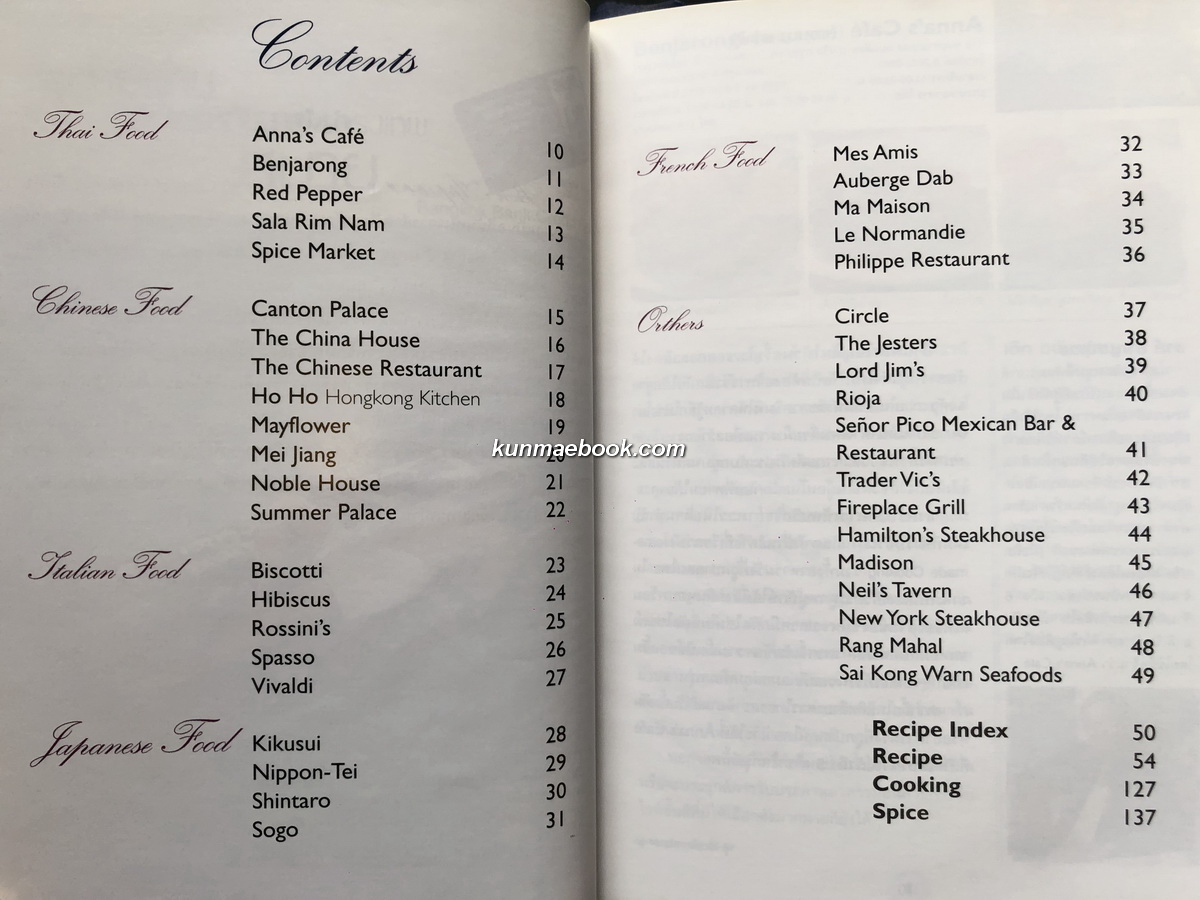 Contents
Thai Food
Anna's Café 10
Benjarong 11
Red Pepper 12
Sala Rim Nam 13
Spice Market 14
Chinese Food
Canton Palace 15
The China House 16
The Chinese Restaurant 17
Ho Ho Hongkong Kitchen 18
Mayflower 19
Mei Jiang 20
Noble House 21
Summer Palace 22
Italian Food
Biscotti 23
Hibiscus 24
Rossini's 25
Spasso 26
Vivaldi 27
Japanese Food
Kikusui 28
Nippon-Tei 29
Shintaro 30
Sogo 31
French Food
Mes Amis 32
Auberge Dab 33
Ma Maison 34
Le Normandie 35
Philippe Restaurant 36
Orthers
Circle 37
The Jesters 38
Lord Jim's 39
Rioja 40
Señor Pico Mexican Bar &
Restaurant 41
Trader Vic's 42
Fireplace Grill 43
Hamilton's Steakhouse 44
Madison 45
Neil's Tavern 46
New York Steakhouse 47
Rang Mahal 48
Sai Kong Warn Seafoods 49
Recipe Index 50
Recipe 54
Cooking 127
Spice 137
kunmaebook.com